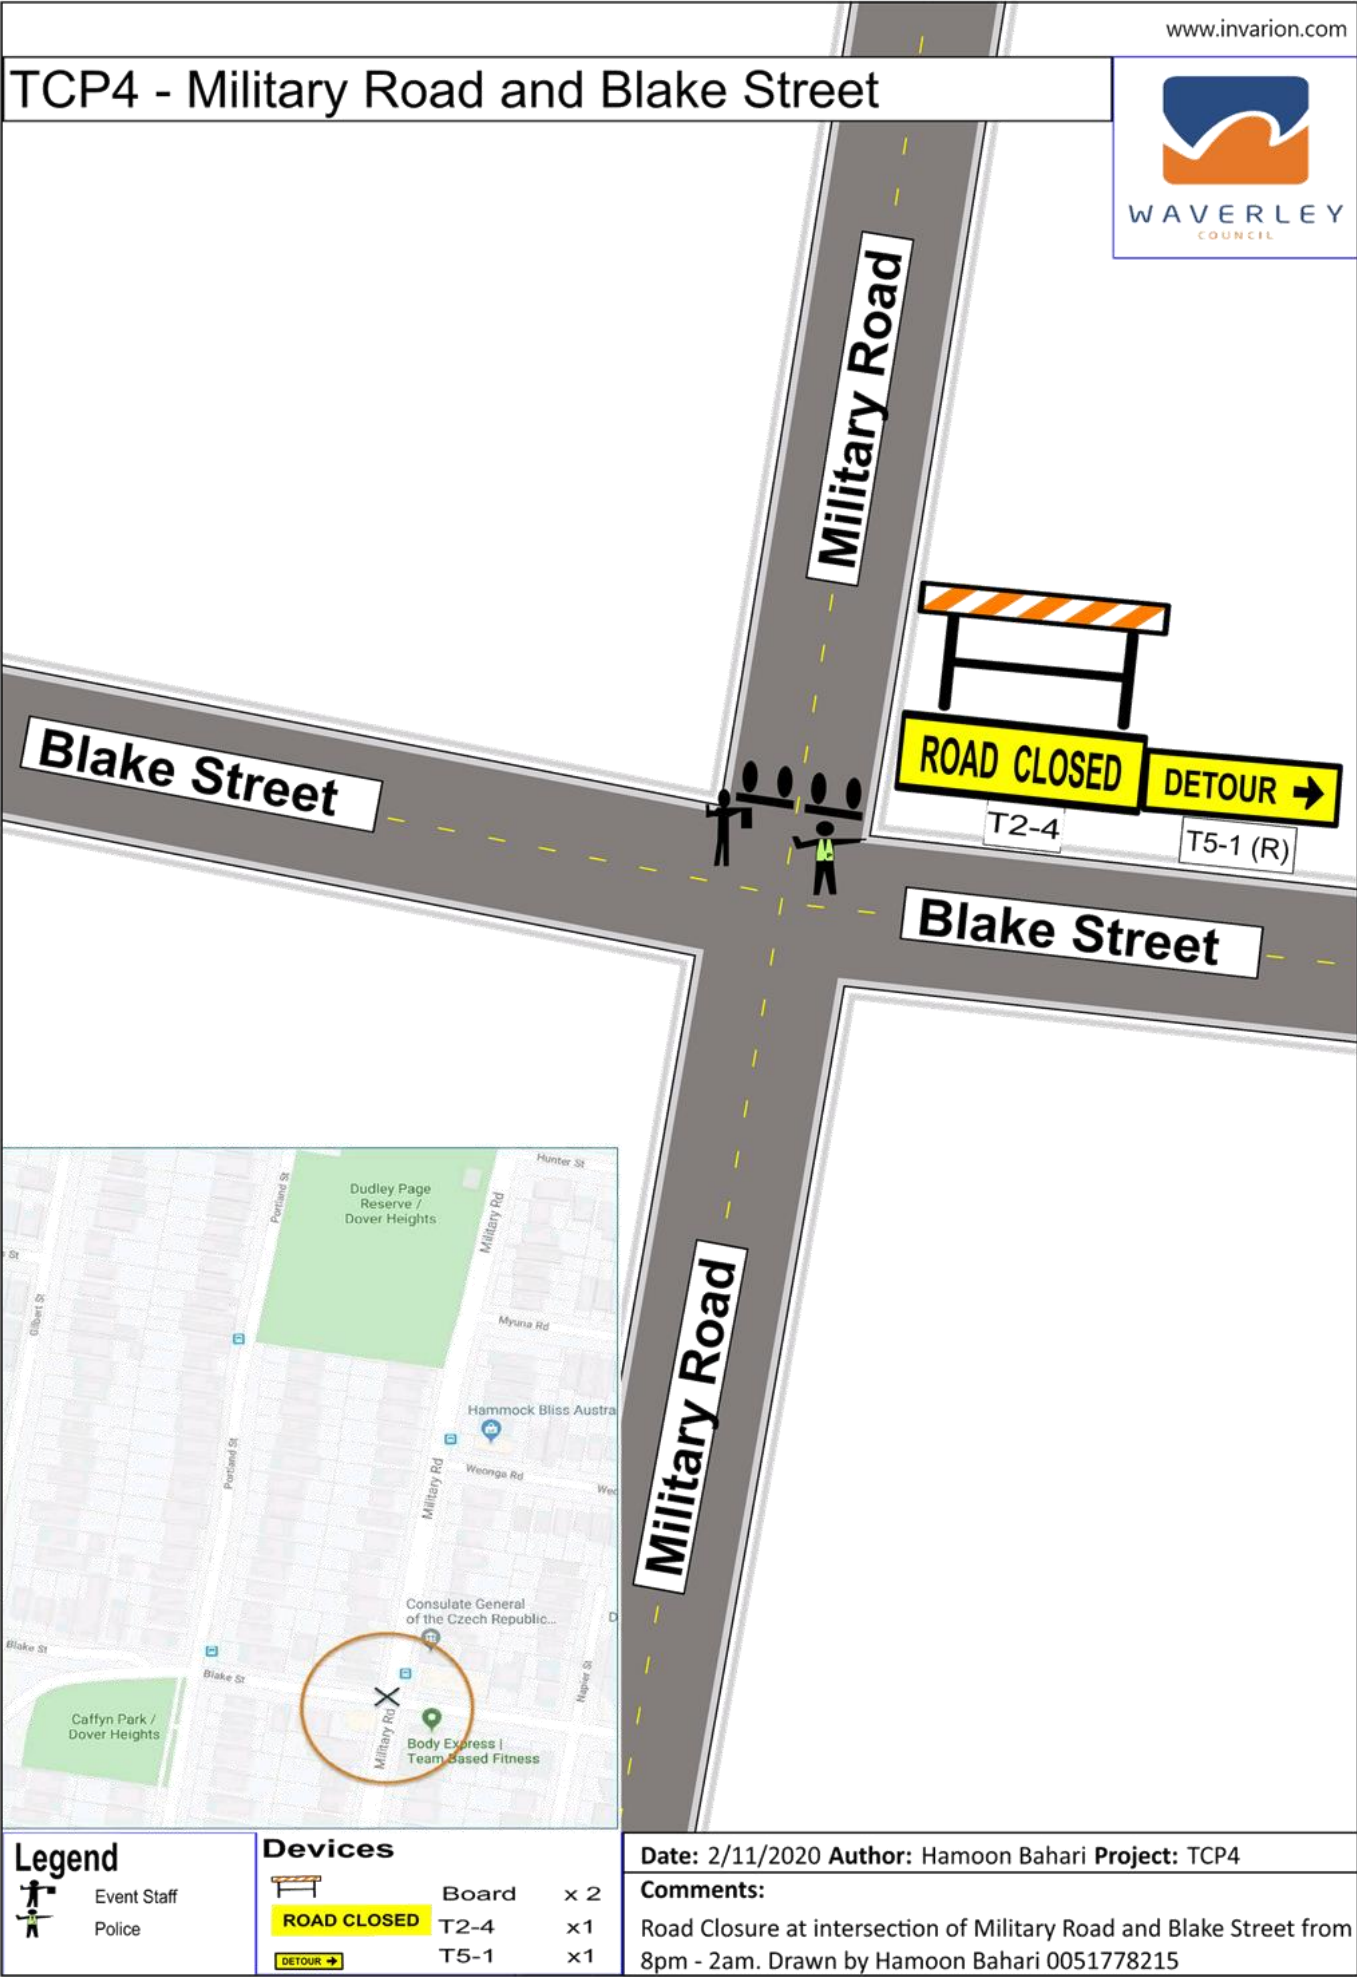 www.invarion.com
TCP4 - Military Road and Blake Street
WAVERLEY
COUNCIL
Military Road
Blake Street
ROAD CLOSED
DETOUR →
T2-4
T5-1 (R)
Blake Street
Military Road
Hunter St
Portland St
Dudley Page
Reserve /
Dover Heights
Military Rd
St
Gilbert St
Myuna Rd
Hammock Bliss Austra
Portland St
Military Rd
Weonga Rd
Weo
Consulate General
of the Czech Republic...
D
Blake St
Blake St
Napier St
Caffyn Park /
Dover Heights
Military Rd
Body Express |
Team Based Fitness
Legend
Event Staff
Police
Devices
Board x 2
ROAD CLOSED T2-4 x1
DETOUR → T5-1 x1
Date: 2/11/2020 Author: Hamoon Bahari Project: TCP4
Comments:
Road Closure at intersection of Military Road and Blake Street from
8pm - 2am. Drawn by Hamoon Bahari 0051778215